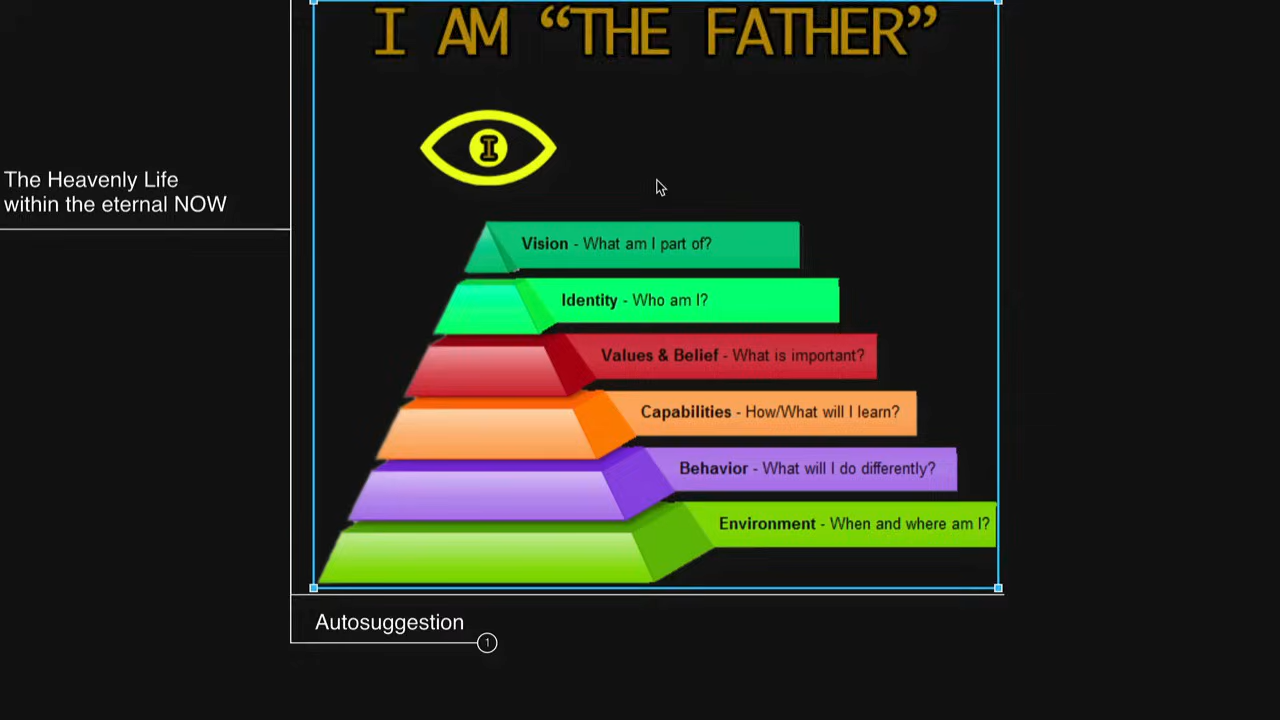 I AM “THE FATHER”
I
The Heavenly Life
within the eternal NOW
Vision - What am I part of?
Identity - Who am I?
Values & Belief - What is important?
Capabilities - How/What will I learn?
Behavior - What will I do differently?
Environment - When and where am I?
Autosuggestion
1